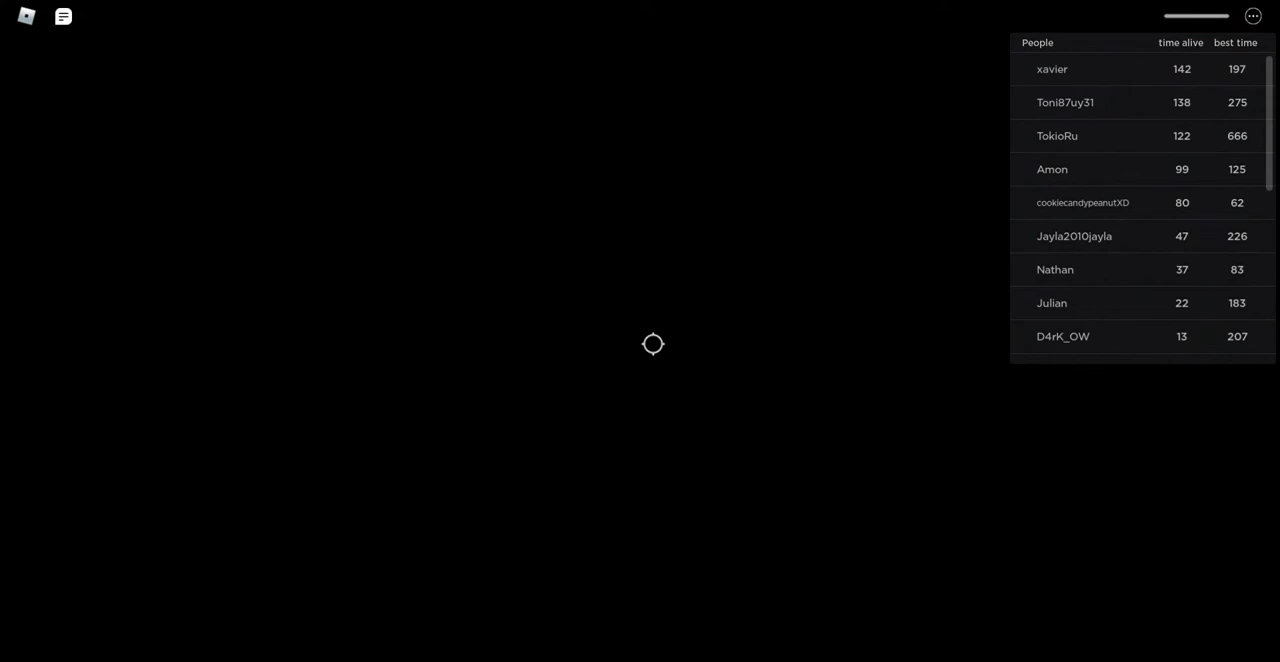 People time alive best time
xavier 142 197
Toni87uy31 138 275
TokioRu 122 666
Amon 99 125
cookiecandypeanutXD 80 62
Jayla2010jayla 47 226
Nathan 37 83
Julian 22 183
D4rK_OW 13 207